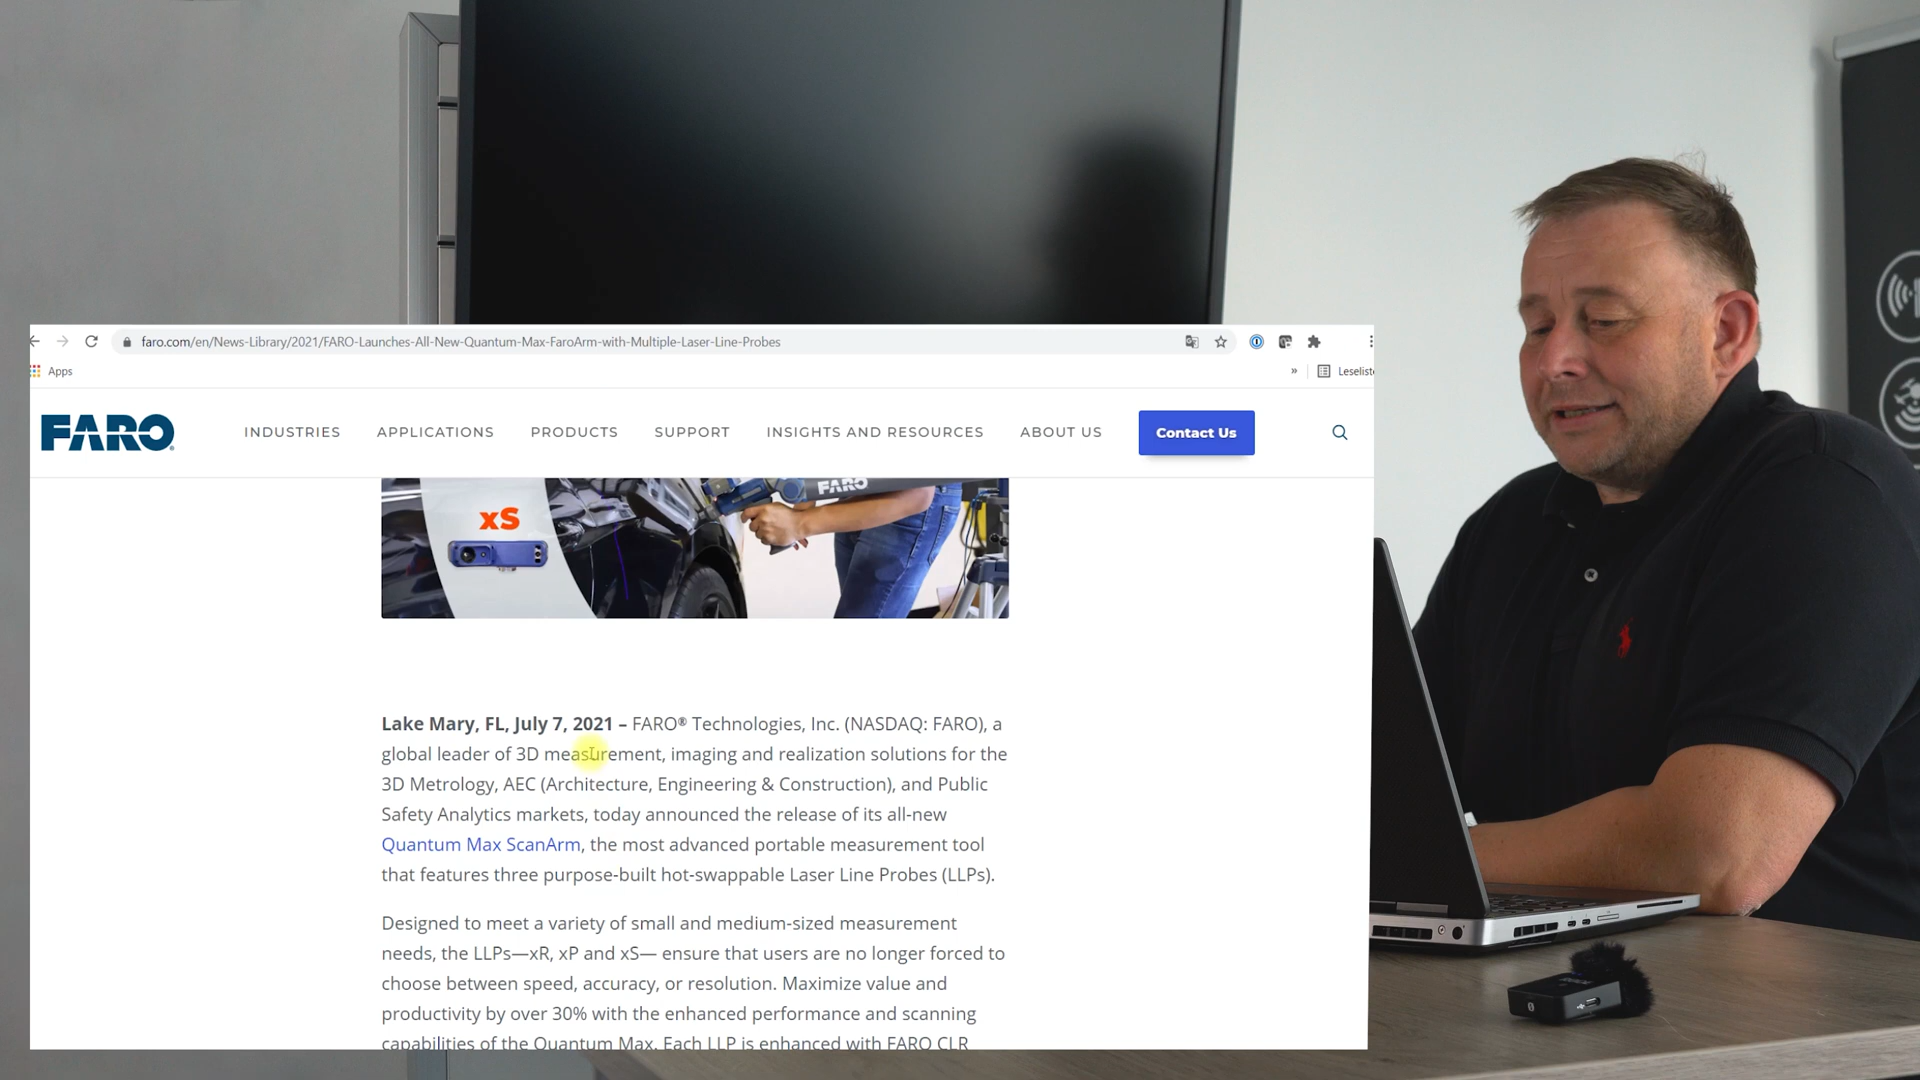 faro.com/en/News-Library/2021/FARO-Launches-All-New-Quantum-Max-FaroArm-with-Multiple-Laser-Line-Probes
Apps
»
Leseliste
FARO
INDUSTRIES
APPLICATIONS
PRODUCTS
SUPPORT
INSIGHTS AND RESOURCES
ABOUT US
Contact Us
FARO
xS
Lake Mary, FL, July 7, 2021 – FARO® Technologies, Inc. (NASDAQ: FARO), a
global leader of 3D measurement, imaging and realization solutions for the
3D Metrology, AEC (Architecture, Engineering & Construction), and Public
Safety Analytics markets, today announced the release of its all-new
Quantum Max ScanArm, the most advanced portable measurement tool
that features three purpose-built hot-swappable Laser Line Probes (LLPs).
Designed to meet a variety of small and medium-sized measurement
needs, the LLPs—xR, xP and xS— ensure that users are no longer forced to
choose between speed, accuracy, or resolution. Maximize value and
productivity by over 30% with the enhanced performance and scanning
capabilities of the Quantum Max. Each LLP is enhanced with FARO CLR